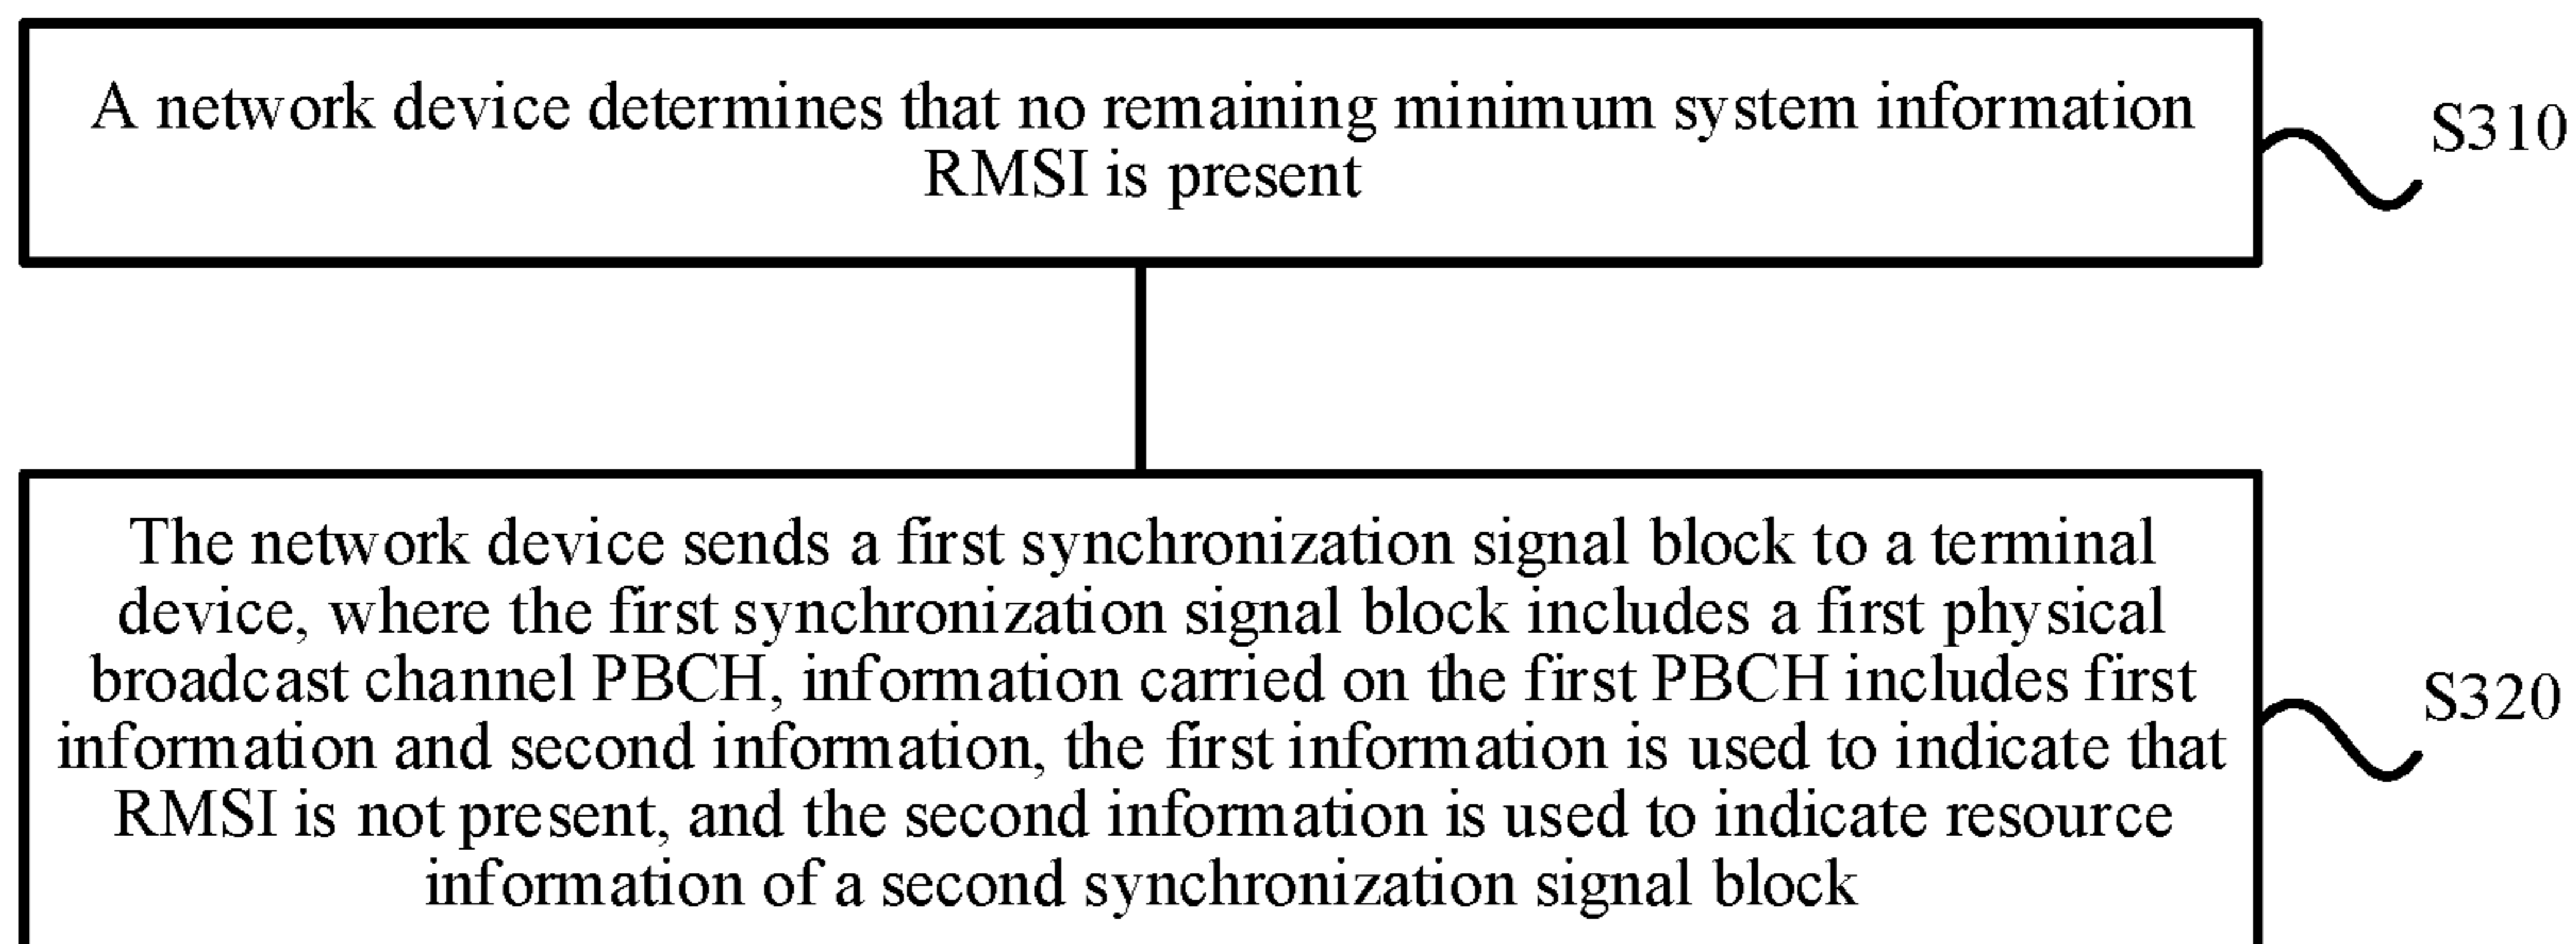 A network device determines that no remaining minimum system information
RMSI is present
S310
The network device sends a first synchronization signal block to a terminal
device, where the first synchronization signal block includes a first physical
broadcast channel PBCH, information carried on the first PBCH includes first
information and second information, the first information is used to indicate that
RMSI is not present, and the second information is used to indicate resource
information of a second synchronization signal block
S320